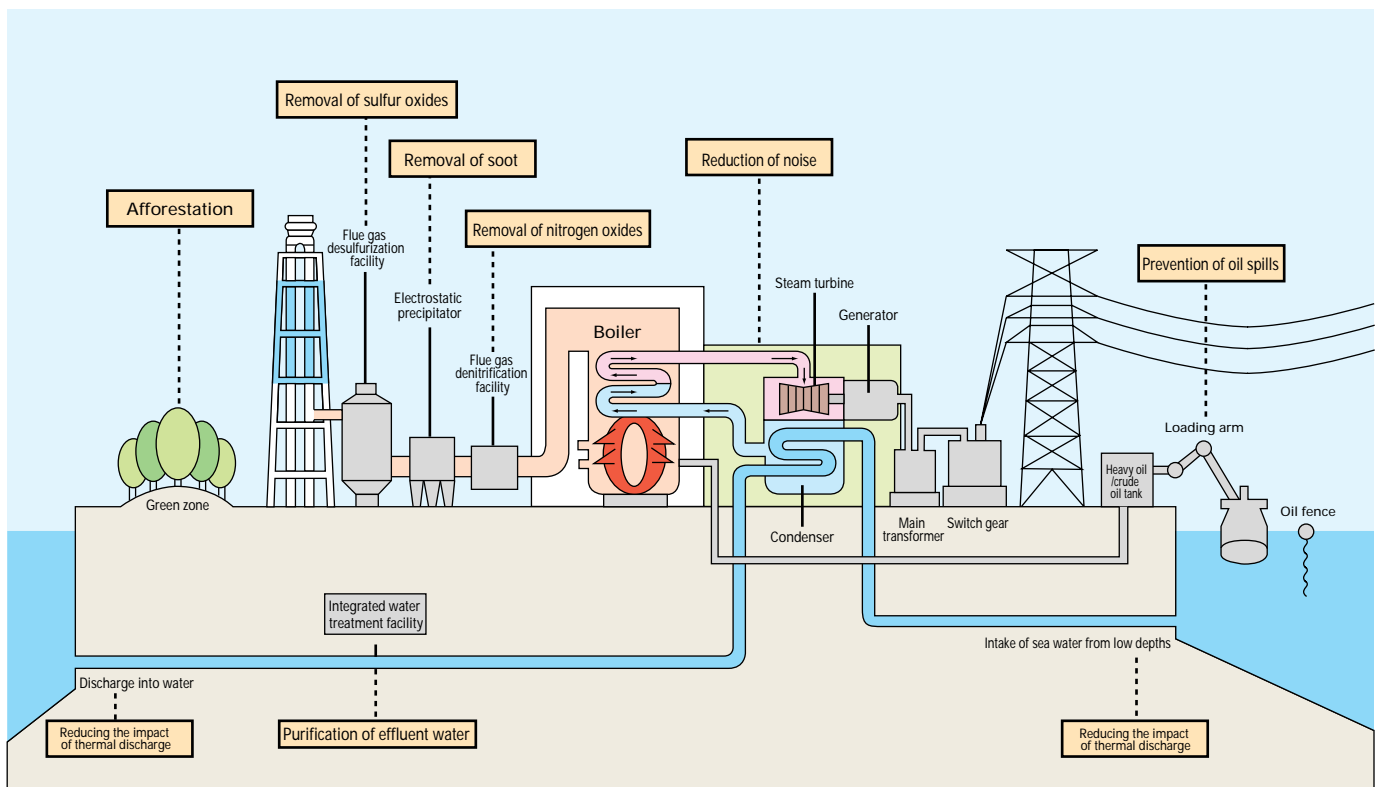 Removal of sulfur oxides
Removal of soot
Reduction of noise
Afforestation
Removal of nitrogen oxides
Prevention of oil spills
Flue gas
desulfurization
facility
Electrostatic
precipitator
Flue gas
denitrification
facility
Boiler
Steam turbine
Generator
Loading arm
Heavy oil
/crude
oil tank
Oil fence
Green zone
Condenser
Main
transformer
Switch gear
Integrated water
treatment facility
Intake of sea water from low depths
Discharge into water
Reducing the impact
of thermal discharge
Purification of effluent water
Reducing the impact
of thermal discharge